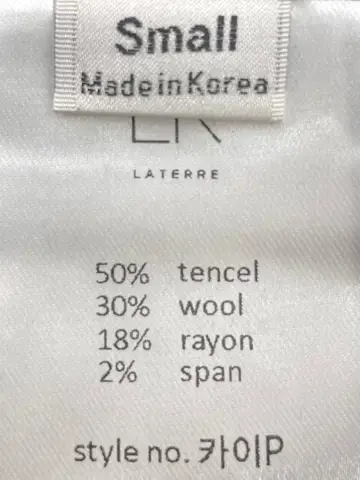 Small
Made in Korea
LATERRE
50% tencel
30% wool
18% rayon
2% span
style no. 카이P